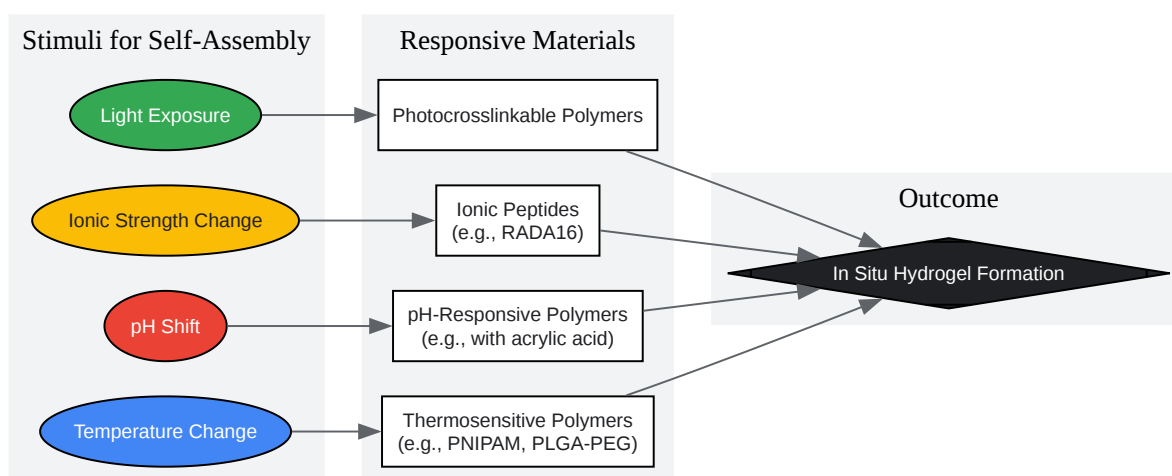 Stimuli for Self-Assembly
Light Exposure
Ionic Strength Change
pH Shift
Temperature Change
Responsive Materials
Photocrosslinkable Polymers
Ionic Peptides
(e.g., RADA16)
pH-Responsive Polymers
(e.g., with acrylic acid)
Thermosensitive Polymers
(e.g., PNIPAM, PLGA-PEG)
Outcome
In Situ Hydrogel Formation